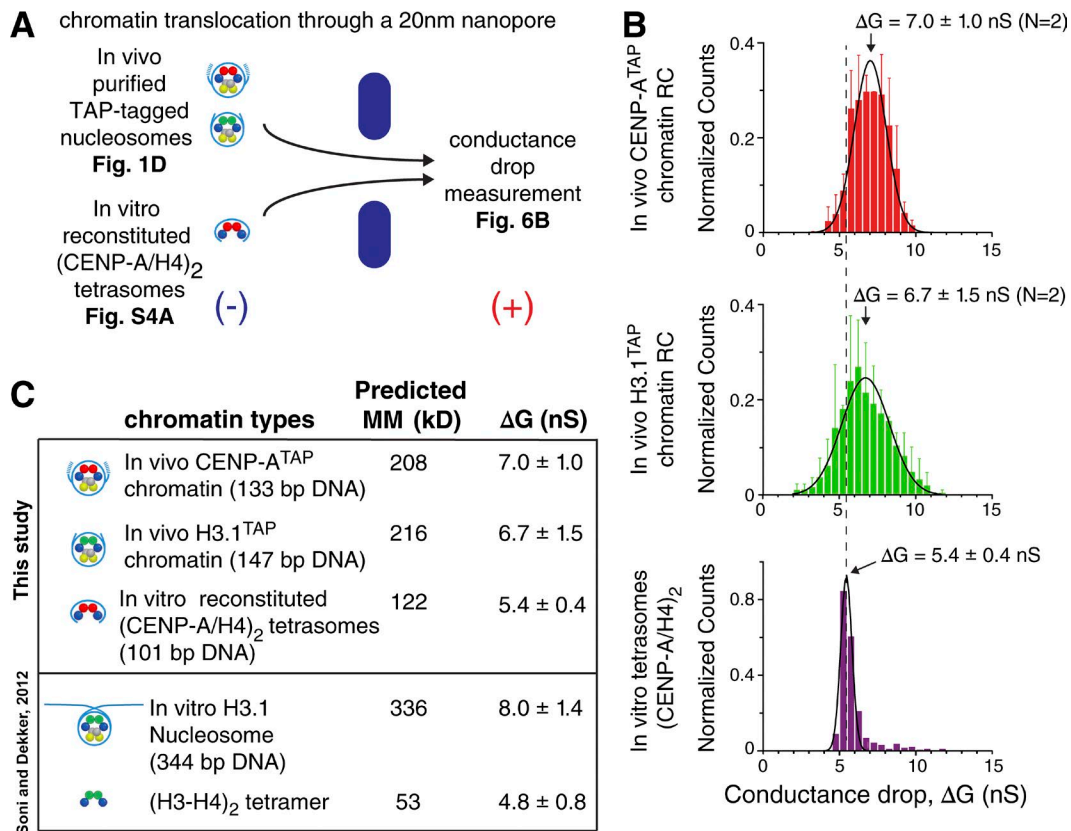 A
chromatin translocation through a 20nm nanopore
In vivo
purified
TAP-tagged
nucleosomes
Fig. 1D
In vitro
reconstituted
(CENP-A/H4)2
tetrasomes
Fig. S4A
(-)
conductance
drop
measurement
Fig. 6B
(+)
B
ΔG = 7.0 ± 1.0 nS (N=2)
In vivo CENP-A^TAP
chromatin RC
Normalized Counts
0.4
0.2
0
0 5 10 15
ΔG = 6.7 ± 1.5 nS (N=2)
In vivo H3.1^TAP
chromatin RC
Normalized Counts
0.4
0.2
0
0 5 10 15
ΔG = 5.4 ± 0.4 nS
In vitro tetrasomes
(CENP-A/H4)2
Normalized Counts
0.8
0.4
0
0 5 10 15
Conductance drop, ΔG (nS)
C
chromatin types Predicted MM (kD) ΔG (nS)
This study
In vivo CENP-A^TAP 208 7.0 ± 1.0
chromatin (133 bp DNA)
In vivo H3.1^TAP 216 6.7 ± 1.5
chromatin (147 bp DNA)
In vitro reconstituted 122 5.4 ± 0.4
(CENP-A/H4)2 tetrasomes
(101 bp DNA)
Soni and Dekker, 2012
In vitro H3.1 336 8.0 ± 1.4
Nucleosome
(344 bp DNA)
(H3-H4)2 tetramer 53 4.8 ± 0.8